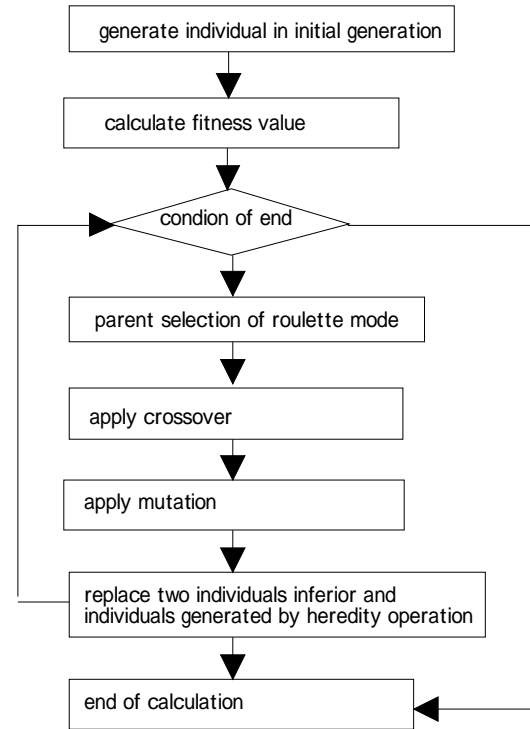 generate individual in initial generation
calculate fitness value
condion of end
parent selection of roulette mode
apply crossover
apply mutation
replace two individuals inferior and
individuals generated by heredity operation
end of calculation